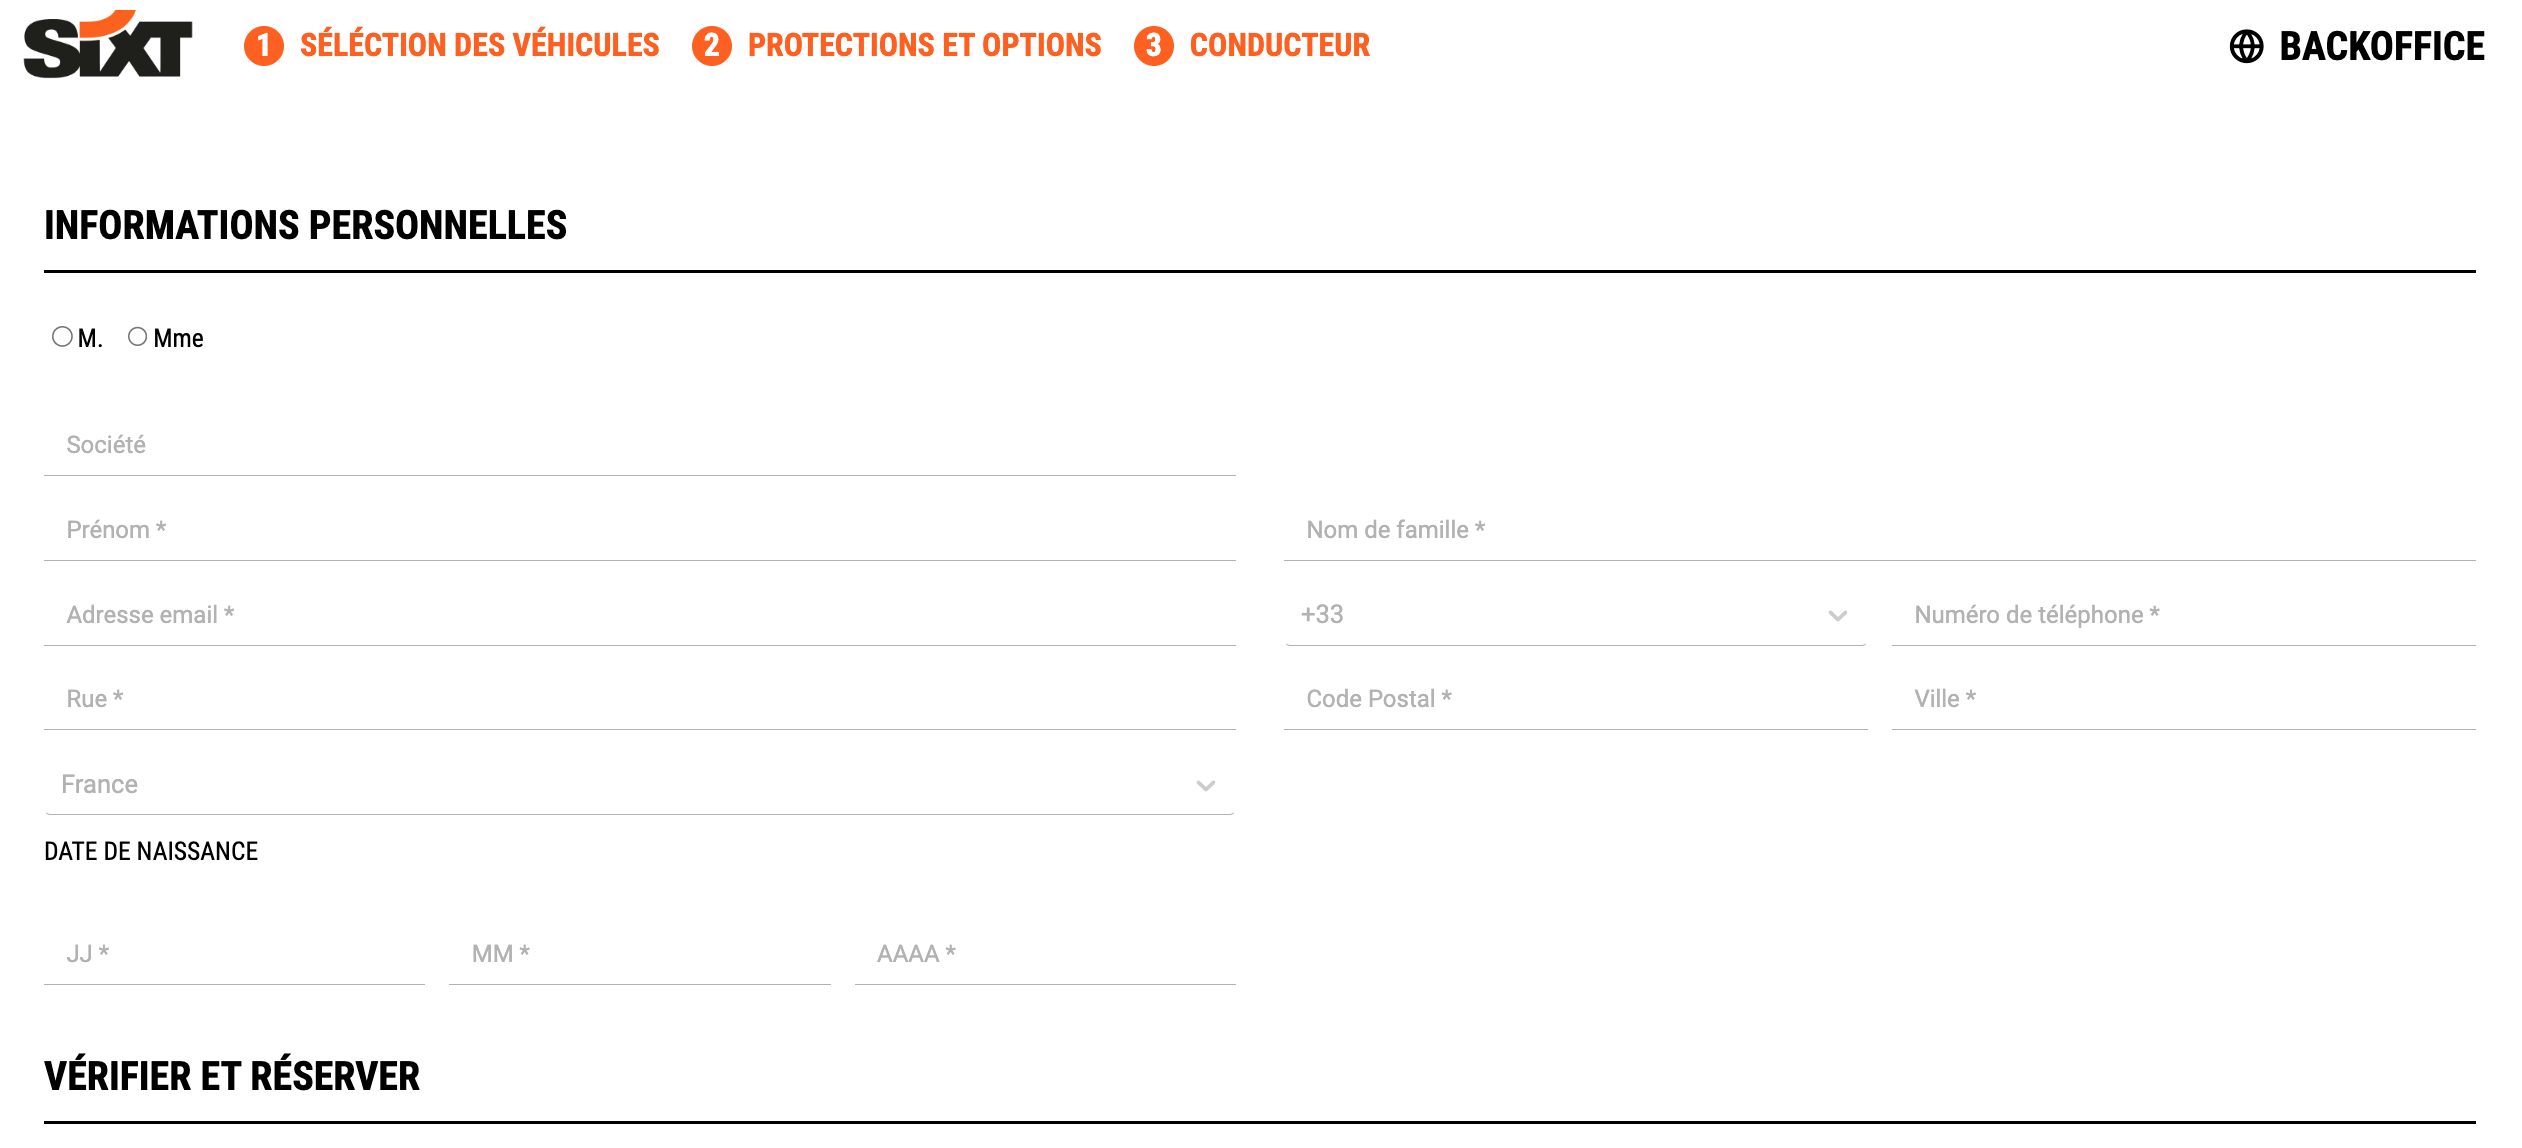 SIXT
1 SÉLÉCTION DES VÉHICULES 2 PROTECTIONS ET OPTIONS 3 CONDUCTEUR
BACKOFFICE
INFORMATIONS PERSONNELLES
M. Mme
Société
Prénom * Nom de famille *
Adresse email * +33 Numéro de téléphone *
Rue * Code Postal * Ville *
France
DATE DE NAISSANCE
JJ * MM * AAAA *
VÉRIFIER ET RÉSERVER